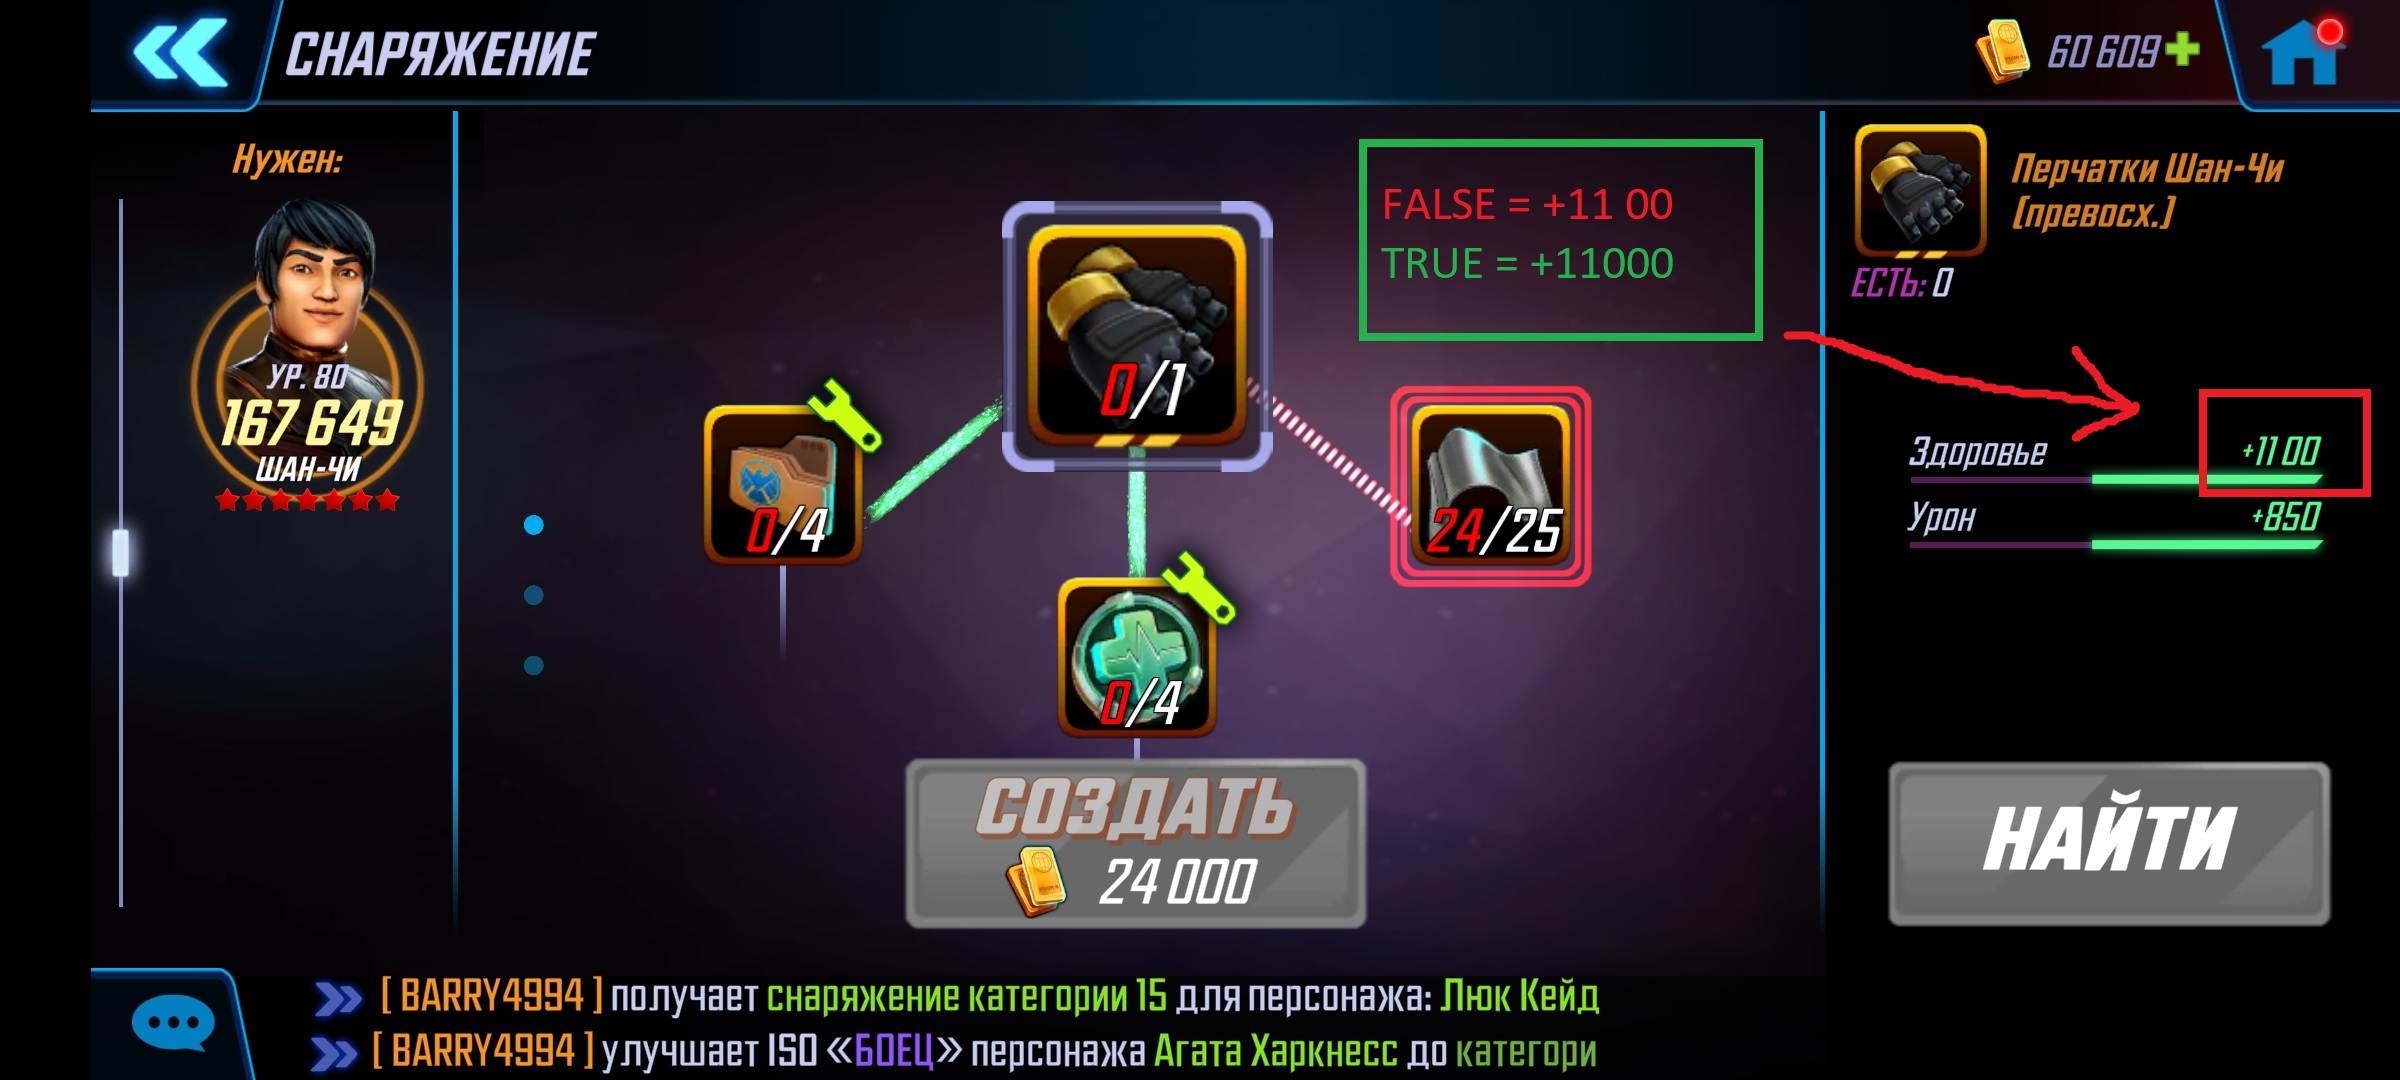 СНАРЯЖЕНИЕ
60 609
Нужен:
УР. 80
167 649
ШАН-ЧИ
0/1
0/4
24/25
0/4
FALSE = +11 00
TRUE = +11000
СОЗДАТЬ
24 000
Перчатки Шан-Чи
(превосх.)
ЕСТЬ: 0
Здоровье +11 00
Урон +850
НАЙТИ
[ BARRY4994 ] получает снаряжение категории 15 для персонажа: Люк Кейд
[ BARRY4994 ] улучшает ISO «БОЕЦ» персонажа Агата Харкнесс до категори